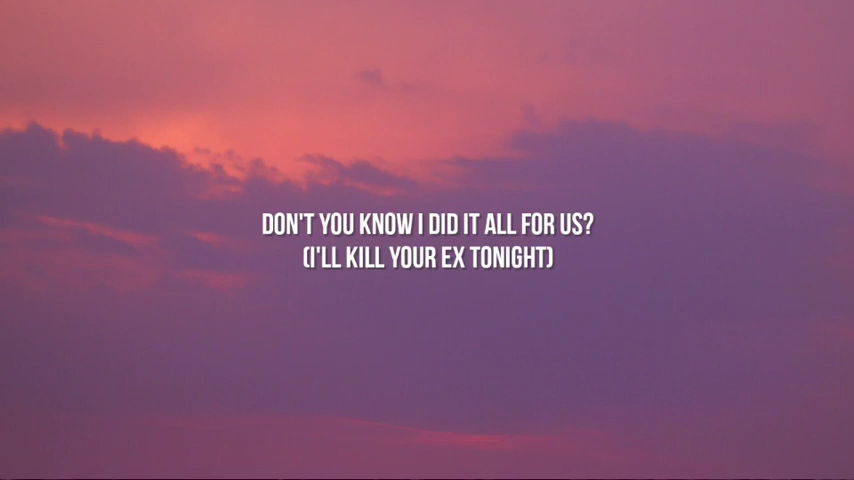 DON'T YOU KNOW I DID IT ALL FOR US?
(I'LL KILL YOUR EX TONIGHT)